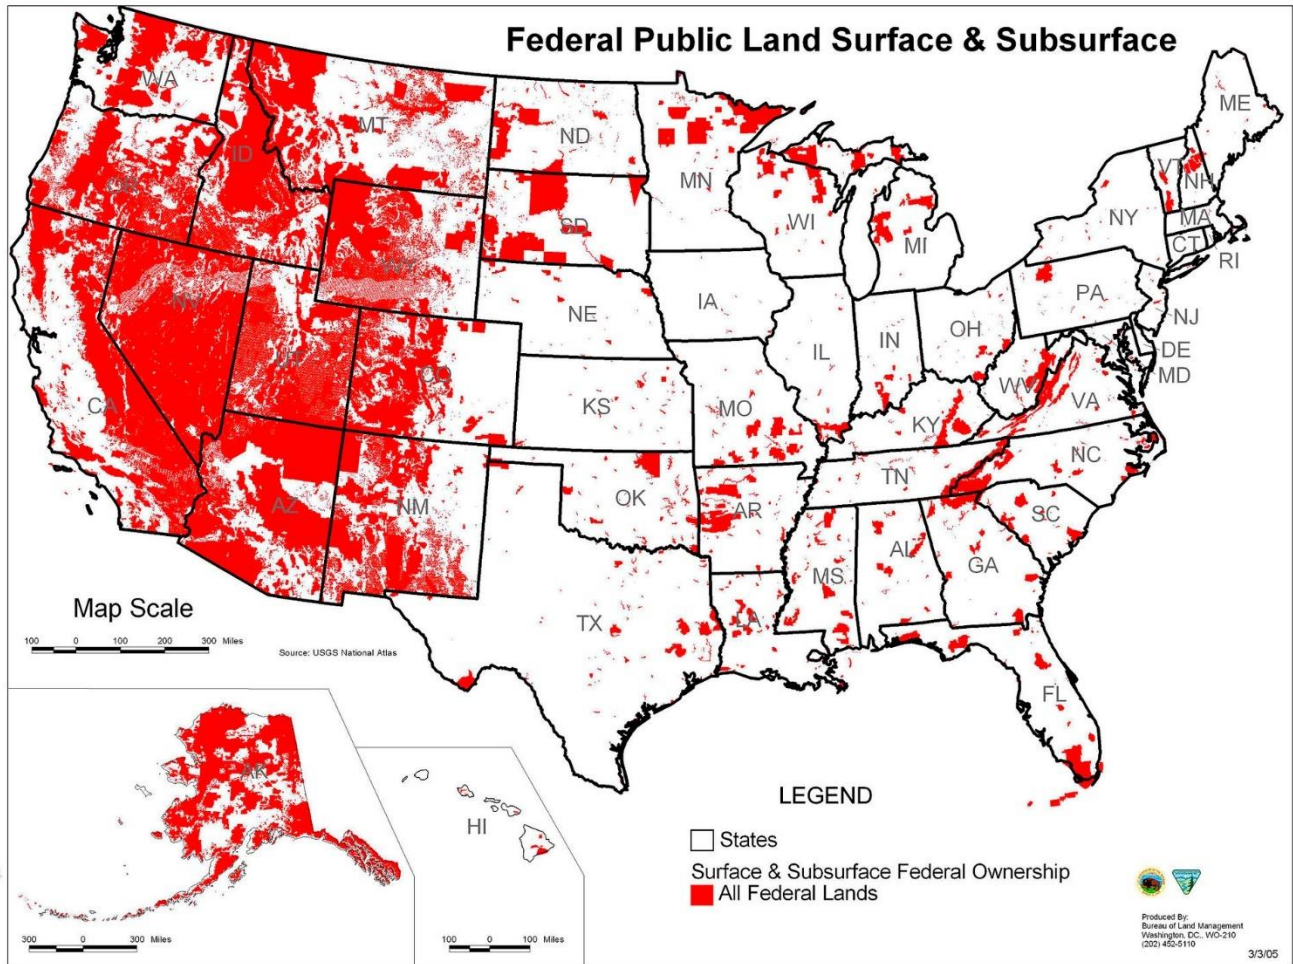 Federal Public Land Surface & Subsurface
WA
MT
ND
MN
ME
OR
ID
SD
WI
MI
VT
NH
NY
MA
CT
RI
WY
NV
NE
IA
PA
NJ
UT
CO
IL
IN
OH
DE
MD
WV
VA
CA
KS
MO
KY
NC
TN
AZ
NM
OK
AR
SC
MS
AL
GA
TX
LA
FL
Map Scale
100 0 100 200 300 Miles
Source: USGS National Atlas
AK
HI
300 0 300 Miles
100 0 100 Miles
LEGEND
States
Surface & Subsurface Federal Ownership
All Federal Lands
Produced By:
Bureau of Land Management
Washington, DC., WO-210
(202) 452-5110
3/3/05